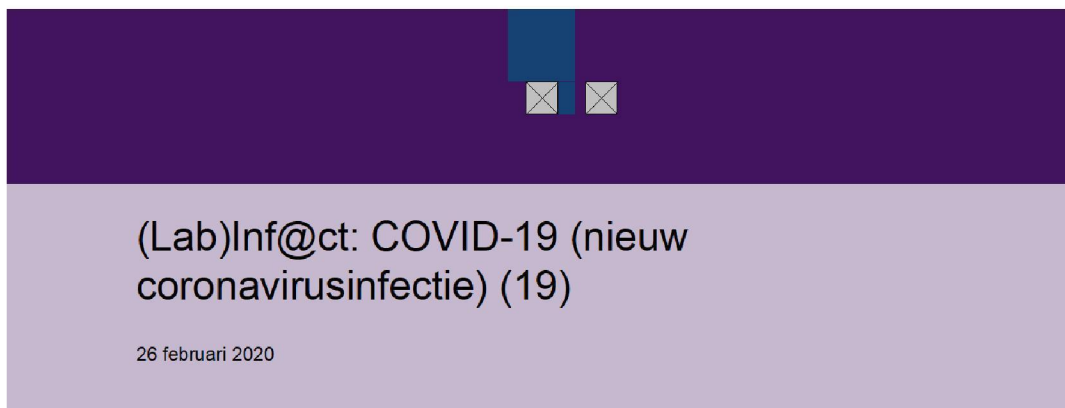 (Lab)Inf@ct: COVID-19 (nieuw
coronavirusinfectie) (19)
26 februari 2020